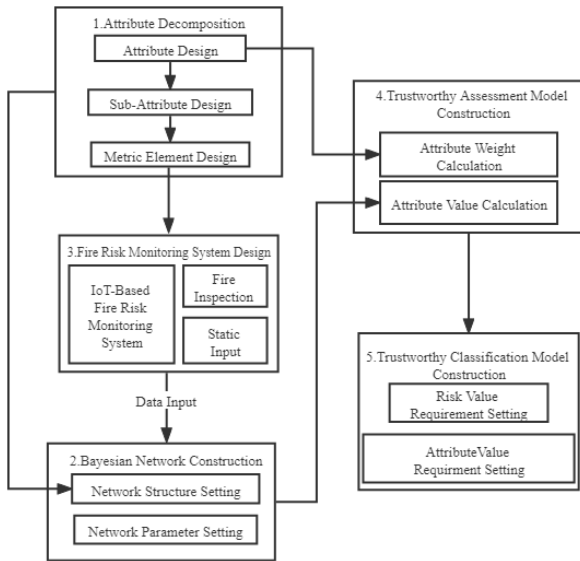 1.Attribute Decomposition
Attribute Design
Sub-Attribute Design
Metric Element Design
3.Fire Risk Monitoring System Design
IoT-Based
Fire Risk
Monitoring
System
Fire
Inspection
Static
Input
Data Input
2.Bayesian Network Construction
Network Structure Setting
Network Parameter Setting
4.Trustworthy Assessment Model
Construction
Attribute Weight
Calculation
Attribute Value Calculation
5.Trustworthy Classification Model
Construction
Risk Value
Requirement Setting
AttributeValue
Requirment Setting